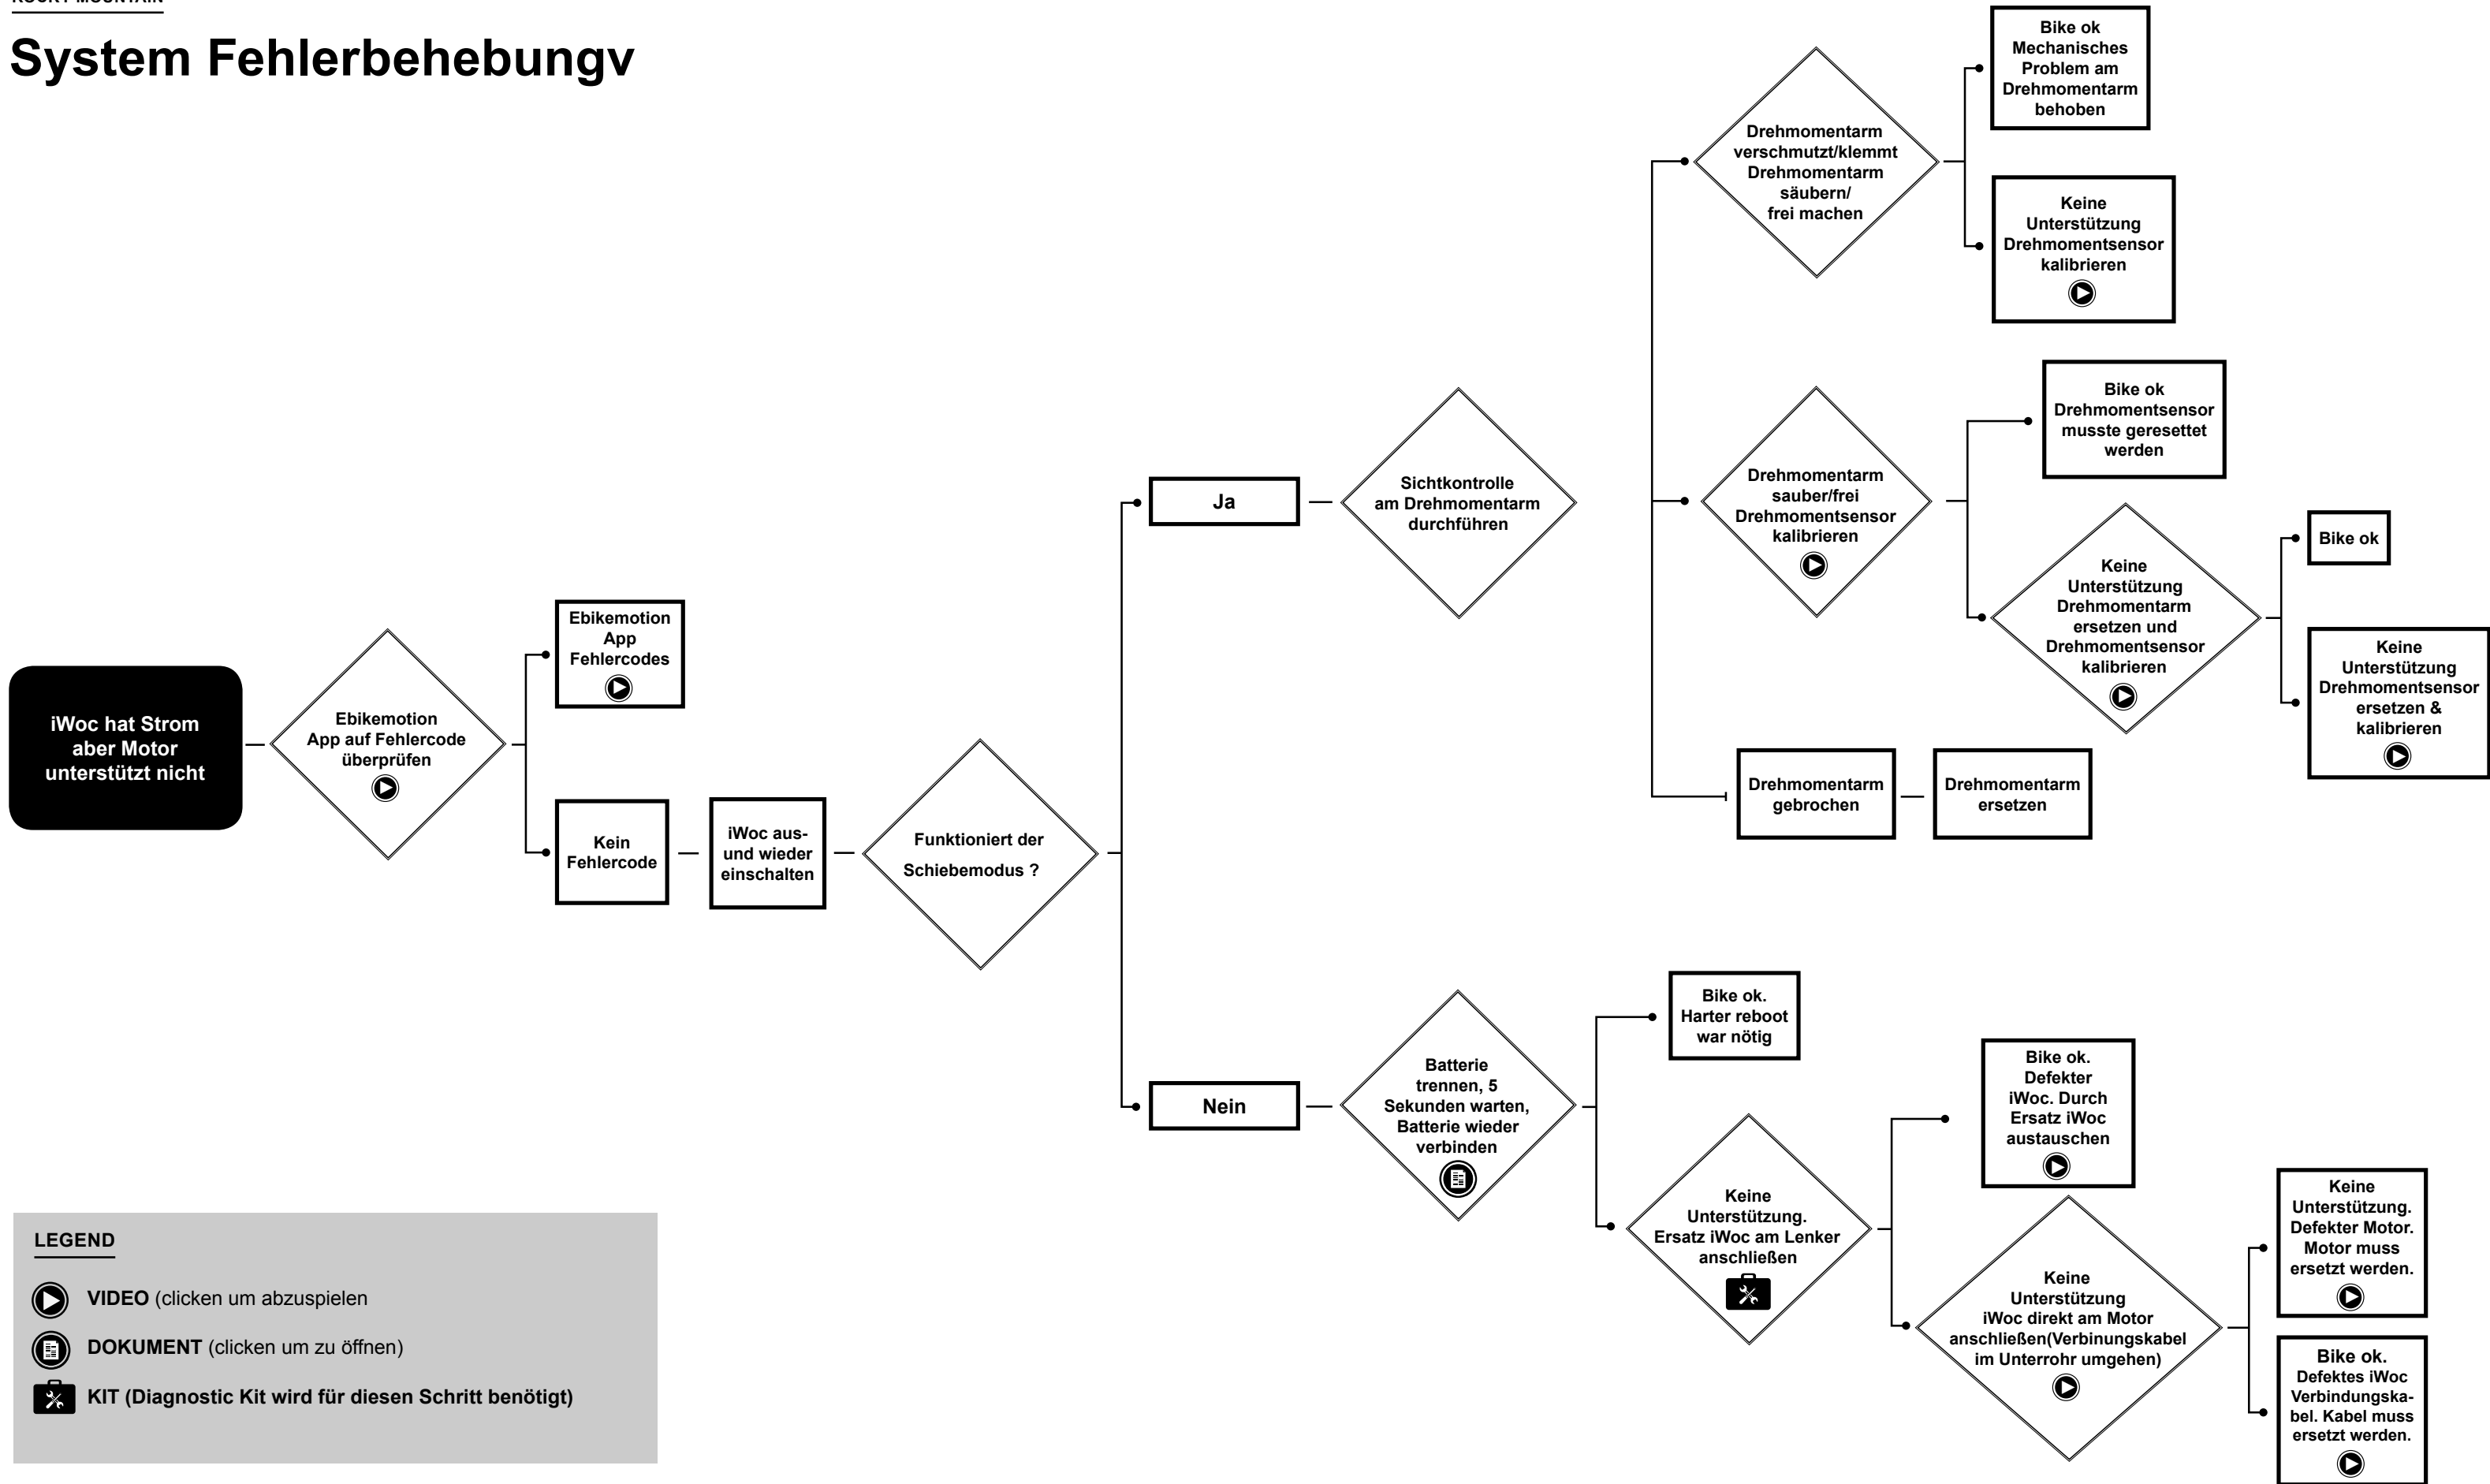 ROCKY MOUNTAIN
System Fehlerbehebungv
iWoc hat Strom
aber Motor
unterstützt nicht
Ebikemotion
App auf Fehlercode
überprüfen
Ebikemotion
App
Fehlercodes
Kein
Fehlercode
iWoc aus-
und wieder
einschalten
Funktioniert der
Schiebemodus ?
Ja
Sichtkontrolle
am Drehmomentarm
durchführen
Drehmomentarm
verschmutzt/klemmt
Drehmomentarm
säubern/
frei machen
Bike ok
Mechanisches
Problem am
Drehmomentarm
behoben
Keine
Unterstützung
Drehmomentsensor
kalibrieren
Drehmomentarm
sauber/frei
Drehmomentsensor
kalibrieren
Bike ok
Drehmomentsensor
musste geresettet
werden
Keine
Unterstützung
Drehmomentarm
ersetzen und
Drehmomentsensor
kalibrieren
Bike ok
Keine
Unterstützung
Drehmomentsensor
ersetzen &
kalibrieren
Drehmomentarm
gebrochen
Drehmomentarm
ersetzen
Nein
Batterie
trennen, 5
Sekunden warten,
Batterie wieder
verbinden
Bike ok.
Harter reboot
war nötig
Keine
Unterstützung.
Ersatz iWoc am Lenker
anschließen
Bike ok.
Defekter
iWoc. Durch
Ersatz iWoc
austauschen
Keine
Unterstützung
iWoc direkt am Motor
anschließen(Verbinungskabel
im Unterrohr umgehen)
Keine
Unterstützung.
Defekter Motor.
Motor muss
ersetzt werden.
Bike ok.
Defektes iWoc
Verbindungska-
bel. Kabel muss
ersetzt werden.
LEGEND
VIDEO (clicken um abzuspielen
DOKUMENT (clicken um zu öffnen)
KIT (Diagnostic Kit wird für diesen Schritt benötigt)